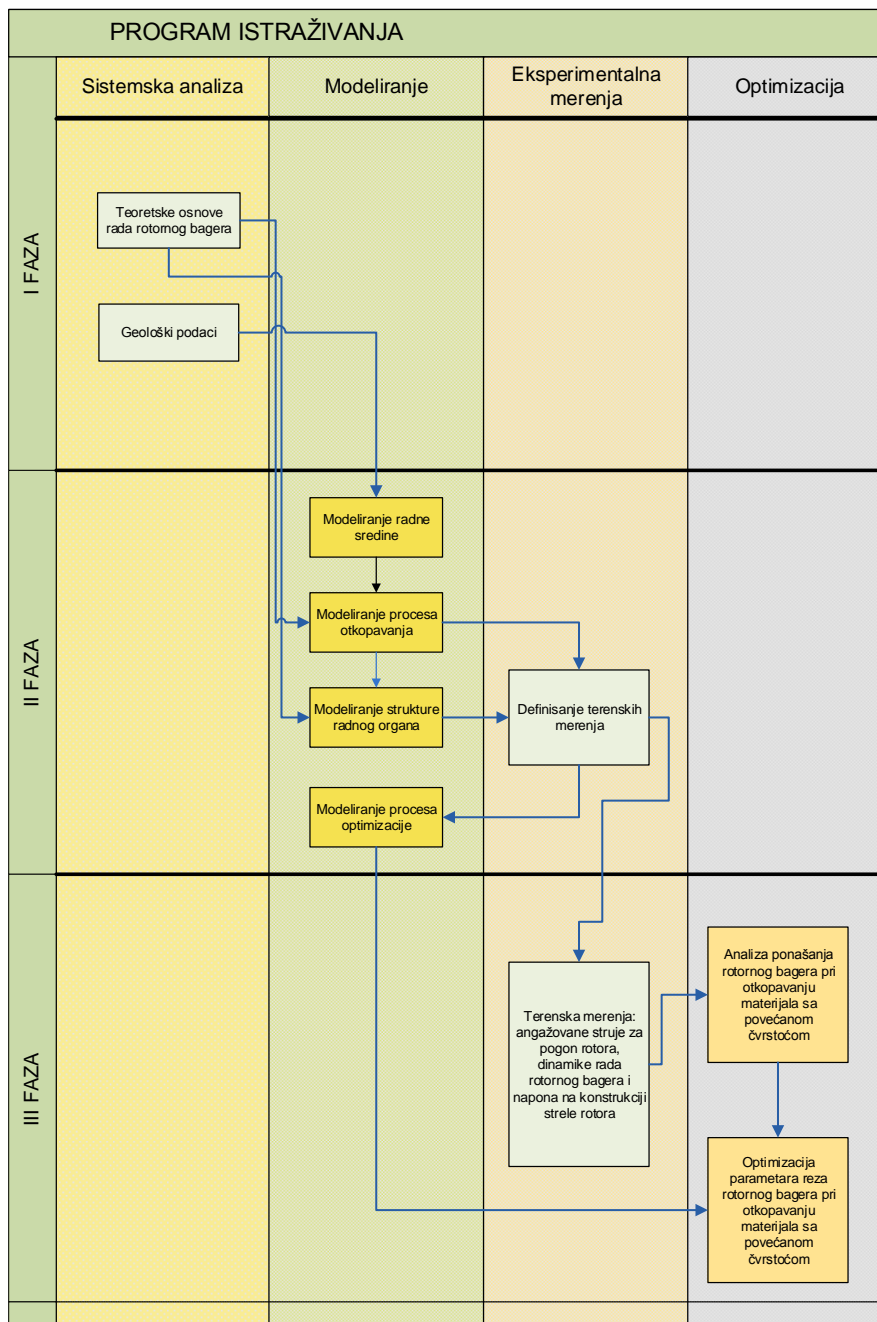 PROGRAM ISTRAŽIVANJA
Sistemska analiza
Modeliranje
Eksperimentalna
merenja
Optimizacija
I FAZA
Teoretske osnove
rada rotornog bagera
Geološki podaci
II FAZA
Modeliranje radne
sredine
Modeliranje procesa
otkopavanja
Modeliranje strukture
radnog organa
Definisanje terenskih
merenja
Modeliranje procesa
optimizacije
III FAZA
Terenska merenja:
angažovane struje za
pogon rotora,
dinamike rada
rotornog bagera i
napona na konstrukciji
strele rotora
Analiza ponašanja
rotornog bagera pri
otkopavanju
materijala sa
povećanom
čvrstoćom
Optimizacija
parametara reza
rotornog bagera pri
otkopavanju
materijala sa
povećanom
čvrstoćom